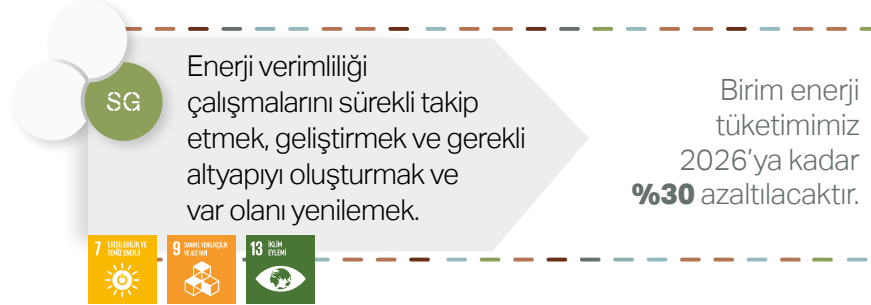 SG
Enerji verimliliği
çalışmalarını sürekli takip
etmek, geliştirmek ve gerekli
altyapıyı oluşturmak ve
var olanı yenilemek.
Birim enerji
tüketimimiz
2026’ya kadar
%30 azaltılacaktır.
7 ERİŞİLEBİLİR VE
TEMİZ ENERJİ
9 SANAYİ, YENİLİKÇİLİK
VE ALTYAPI
13 İKLİM
EYLEMİ